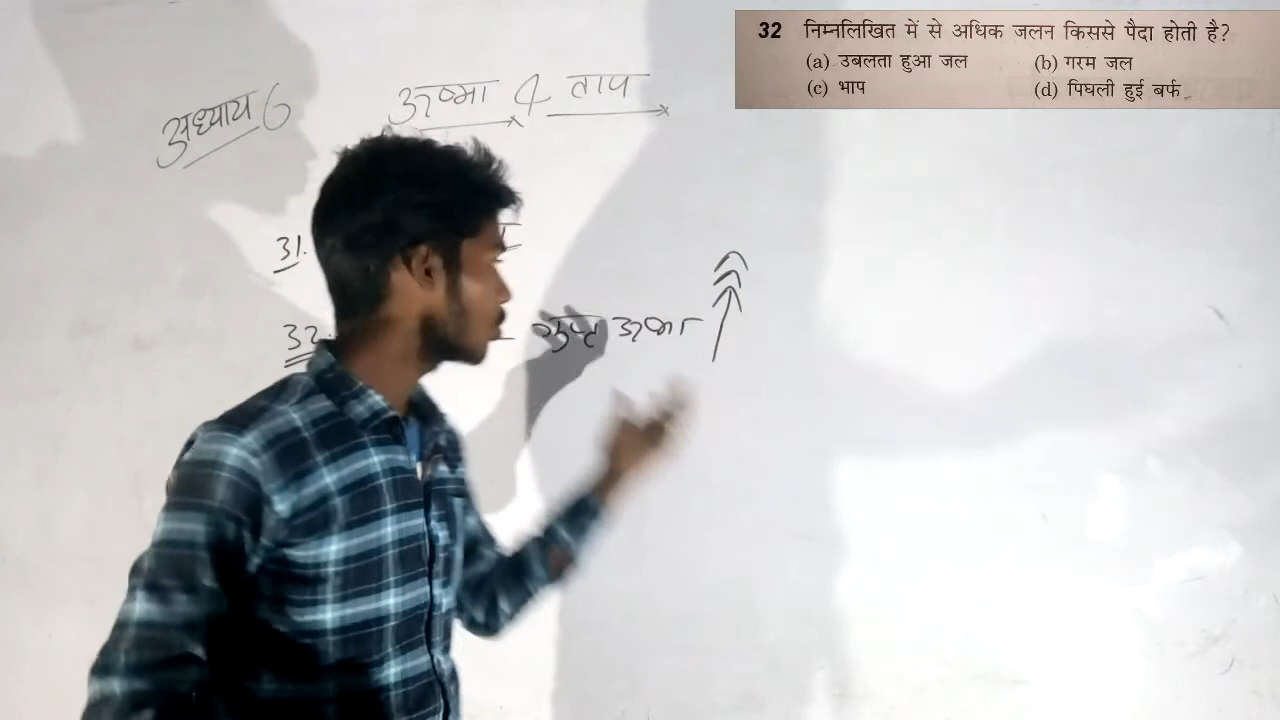 32 निम्नलिखित में से अधिक जलन किससे पैदा होती है?
(a) उबलता हुआ जल (b) गरम जल
(c) भाप (d) पिघली हुई बर्फ
अध्याय 6
ऊष्मा & ताप
31.
32. गुप्त ऊष्मा